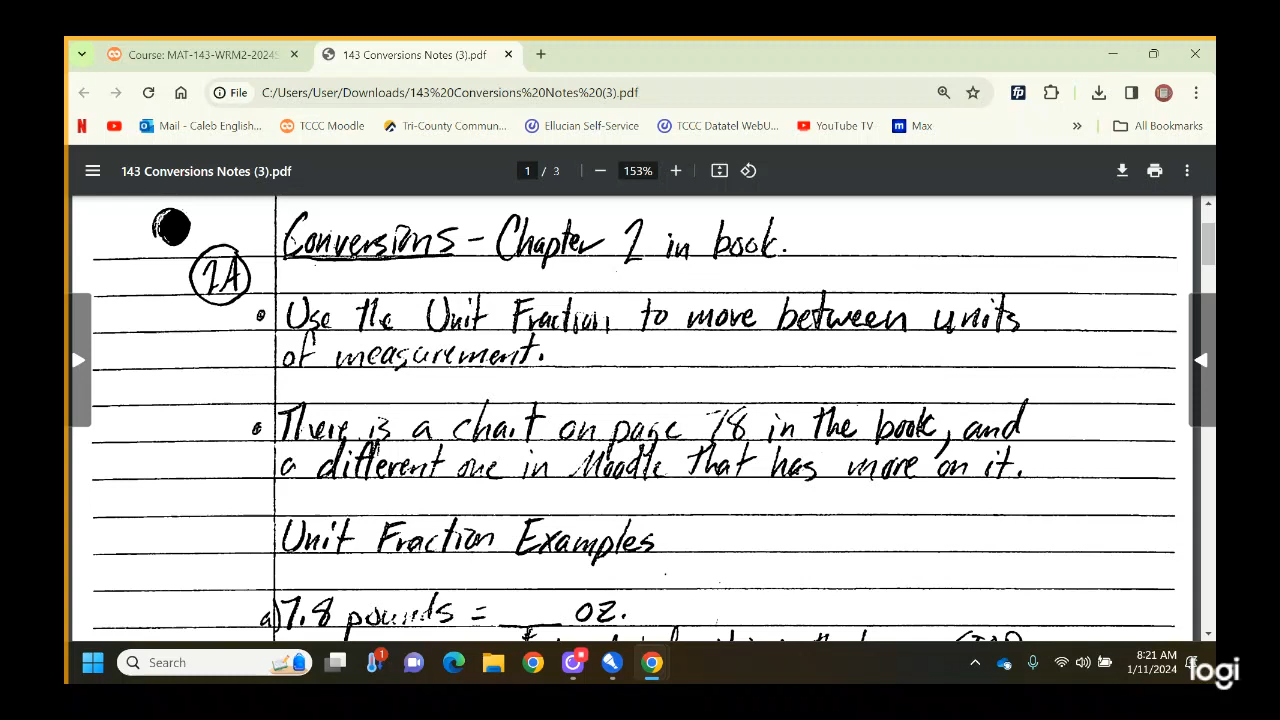 Course: MAT-143-WRM2-2024S
143 Conversions Notes (3).pdf
File C:/Users/User/Downloads/143%20Conversions%20Notes%20(3).pdf
Mail - Caleb English...
TCCC Moodle
Tri-County Commun...
Ellucian Self-Service
TCCC Datatel WebU...
YouTube TV
Max
All Bookmarks
143 Conversions Notes (3).pdf
1 / 3
153%
Conversions - Chapter 2 in book.
2A
Use the Unit Fraction to move between units
of measurement.
There is a chart on page 78 in the book, and
a different one in Moodle that has more on it.
Unit Fraction Examples
a) 7.8 pounds = ___ oz.
Search
1
8:21 AM
1/11/2024
logi